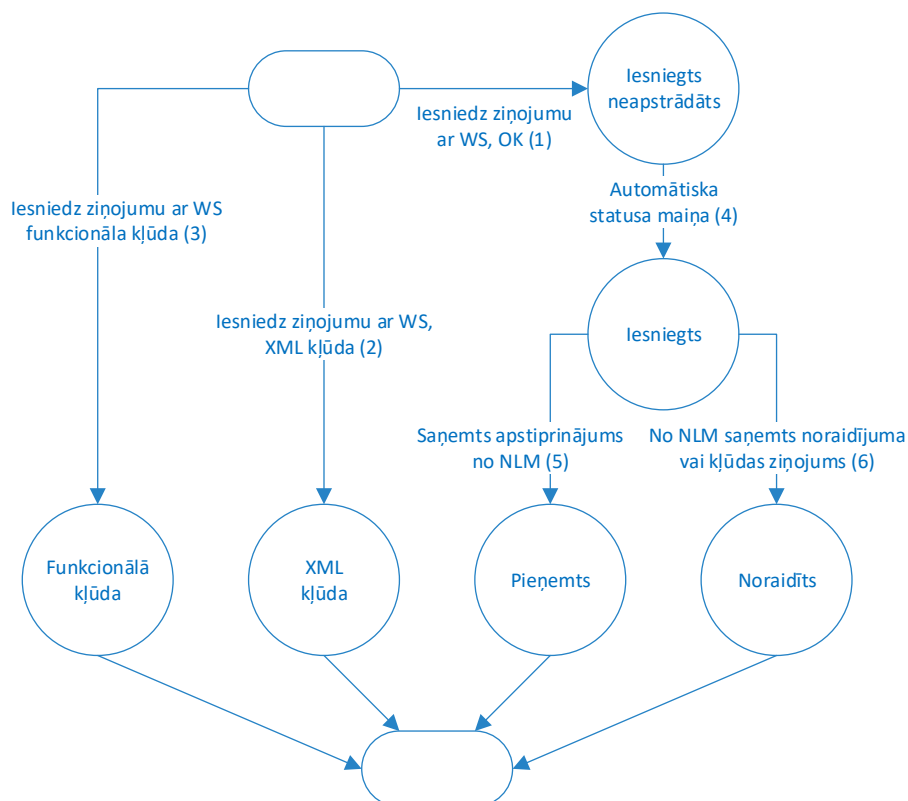 Iesniegts
neapstrādāts
Iesniedz ziņojumu
ar WS, OK (1)
Automātiska
statusa maiņa (4)
Iesniedz ziņojumu ar WS
funkcionāla kļūda (3)
Iesniedz ziņojumu ar WS,
XML kļūda (2)
Iesniegts
Saņemts apstiprinājums
no NLM (5)
No NLM saņemts noraidījuma
vai kļūdas ziņojums (6)
Funkcionālā
kļūda
XML
kļūda
Pieņemts
Noraidīts